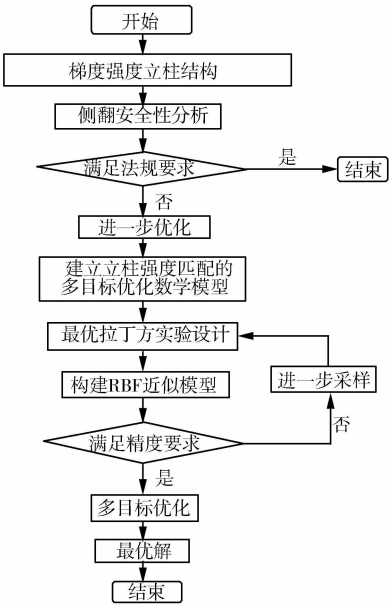 开始
梯度强度立柱结构
侧翻安全性分析
满足法规要求
是
结束
否
进一步优化
建立立柱强度匹配的
多目标优化数学模型
最优拉丁方实验设计
构建RBF近似模型
进一步采样
满足精度要求
否
是
多目标优化
最优解
结束